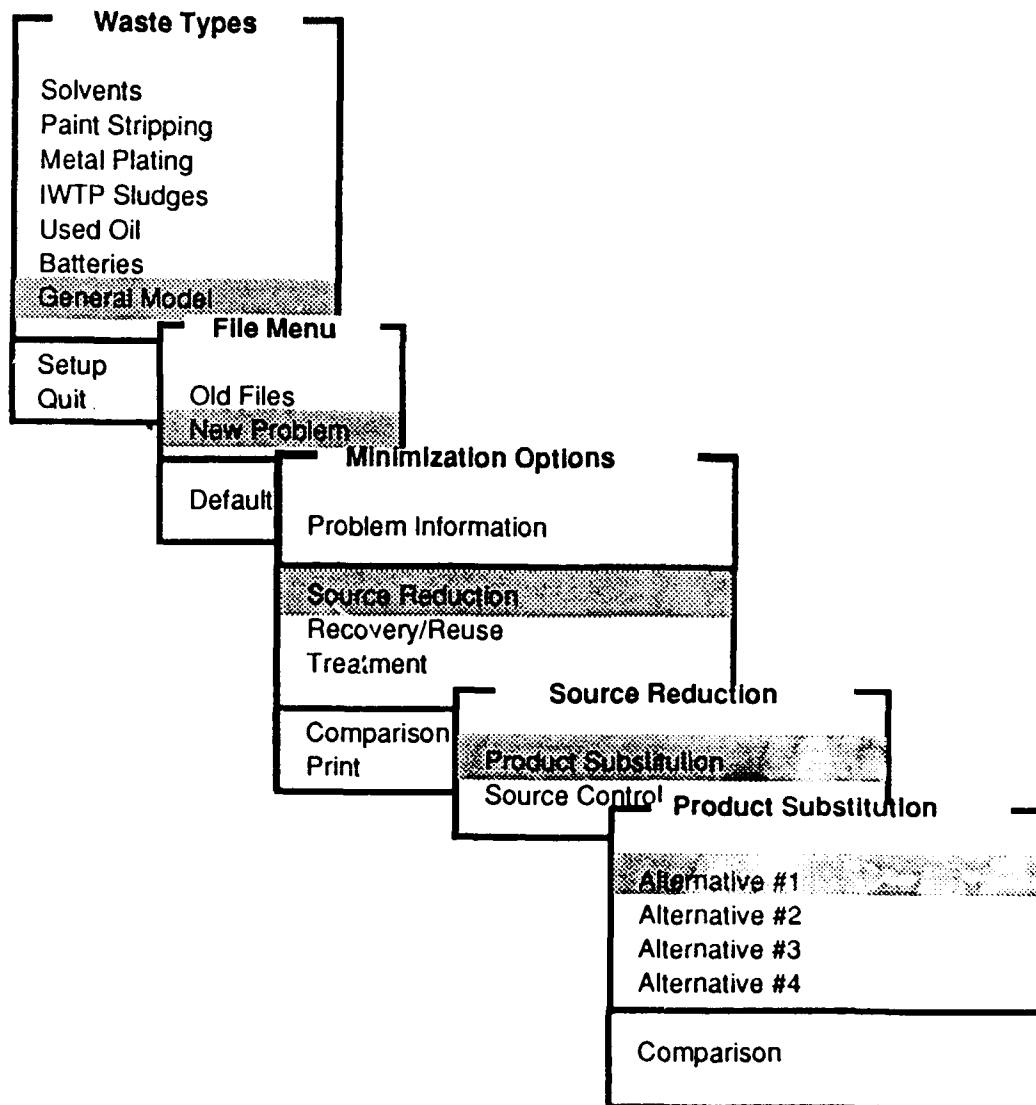 Waste Types
Solvents
Paint Stripping
Metal Plating
IWTP Sludges
Used Oil
Batteries
General Model
Setup
Quit
File Menu
Old Files
New Problem
Default
Minimization Options
Problem Information
Source Reduction
Recovery/Reuse
Treatment
Comparison
Print
Source Reduction
Product Substitution
Source Control
Product Substitution
Alternative #1
Alternative #2
Alternative #3
Alternative #4
Comparison